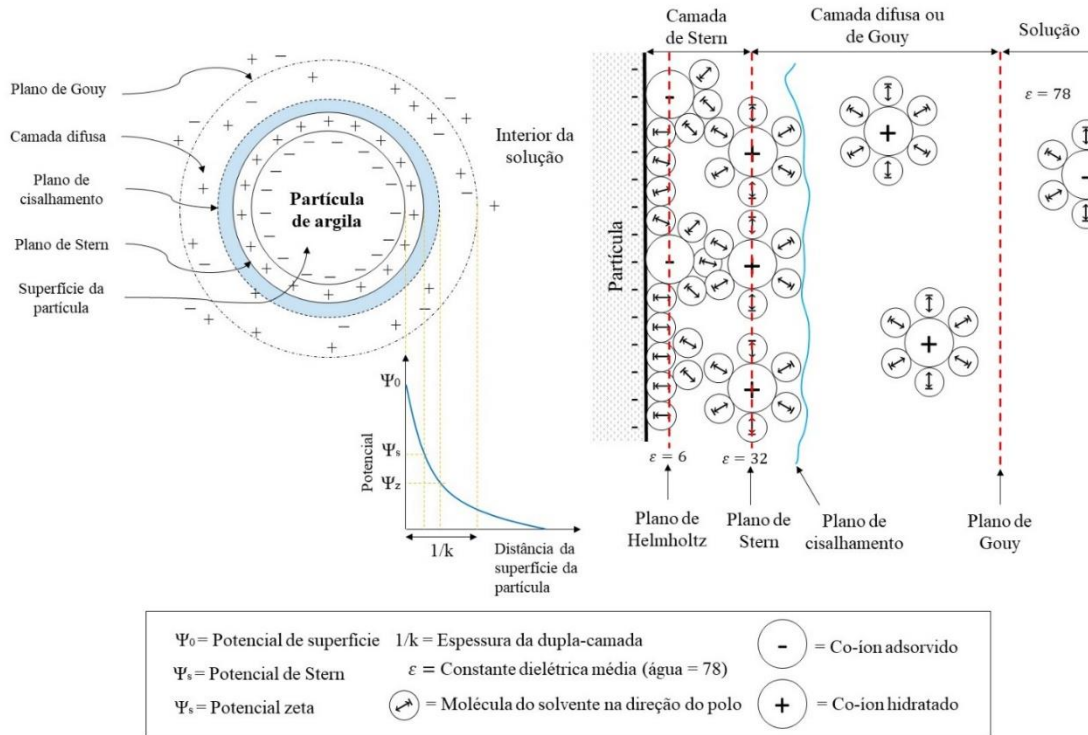 Plano de Gouy
Camada difusa
Plano de
cisalhamento
Plano de Stern
Superfície da
partícula
Partícula
de argila
Interior da
solução
Potencial
Ψ₀
Ψₛ
Ψ_z
1/k
Distância da
superfície da
partícula
Camada
de Stern
Camada difusa ou
de Gouy
Solução
ε = 78
Partícula
ε = 6
ε = 32
Plano de
Helmholtz
Plano de
Stern
Plano de
cisalhamento
Plano de
Gouy
Ψ₀ = Potencial de superfície
Ψₛ = Potencial de Stern
Ψₛ = Potencial zeta
1/k = Espessura da dupla-camada
ε = Constante dielétrica média (água = 78)
= Molécula do solvente na direção do polo
- = Co-íon adsorvido
+ = Co-íon hidratado